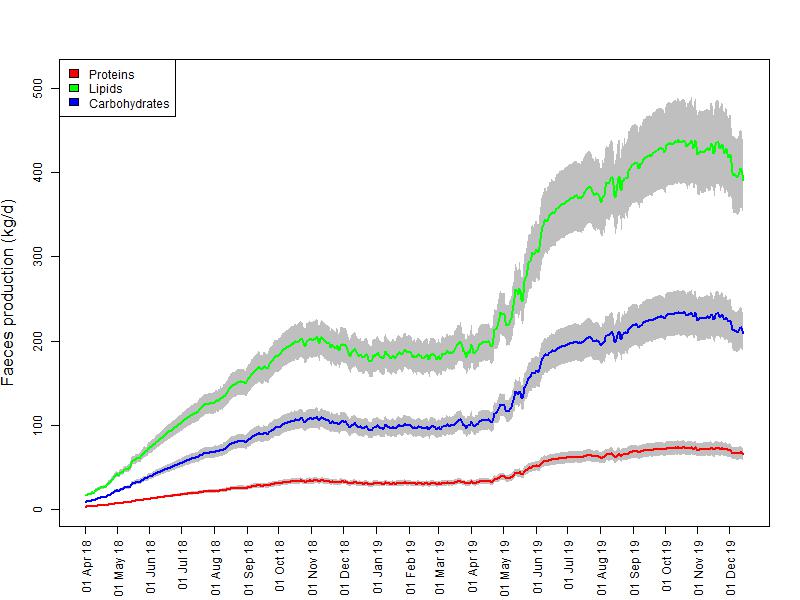 Proteins
Lipids
Carbohydrates
Faeces production (kg/d)
500
400
300
200
100
0
01 Apr 18
01 May 18
01 Jun 18
01 Jul 18
01 Aug 18
01 Sep 18
01 Oct 18
01 Nov 18
01 Dec 18
01 Jan 19
01 Feb 19
01 Mar 19
01 Apr 19
01 May 19
01 Jun 19
01 Jul 19
01 Aug 19
01 Sep 19
01 Oct 19
01 Nov 19
01 Dec 19